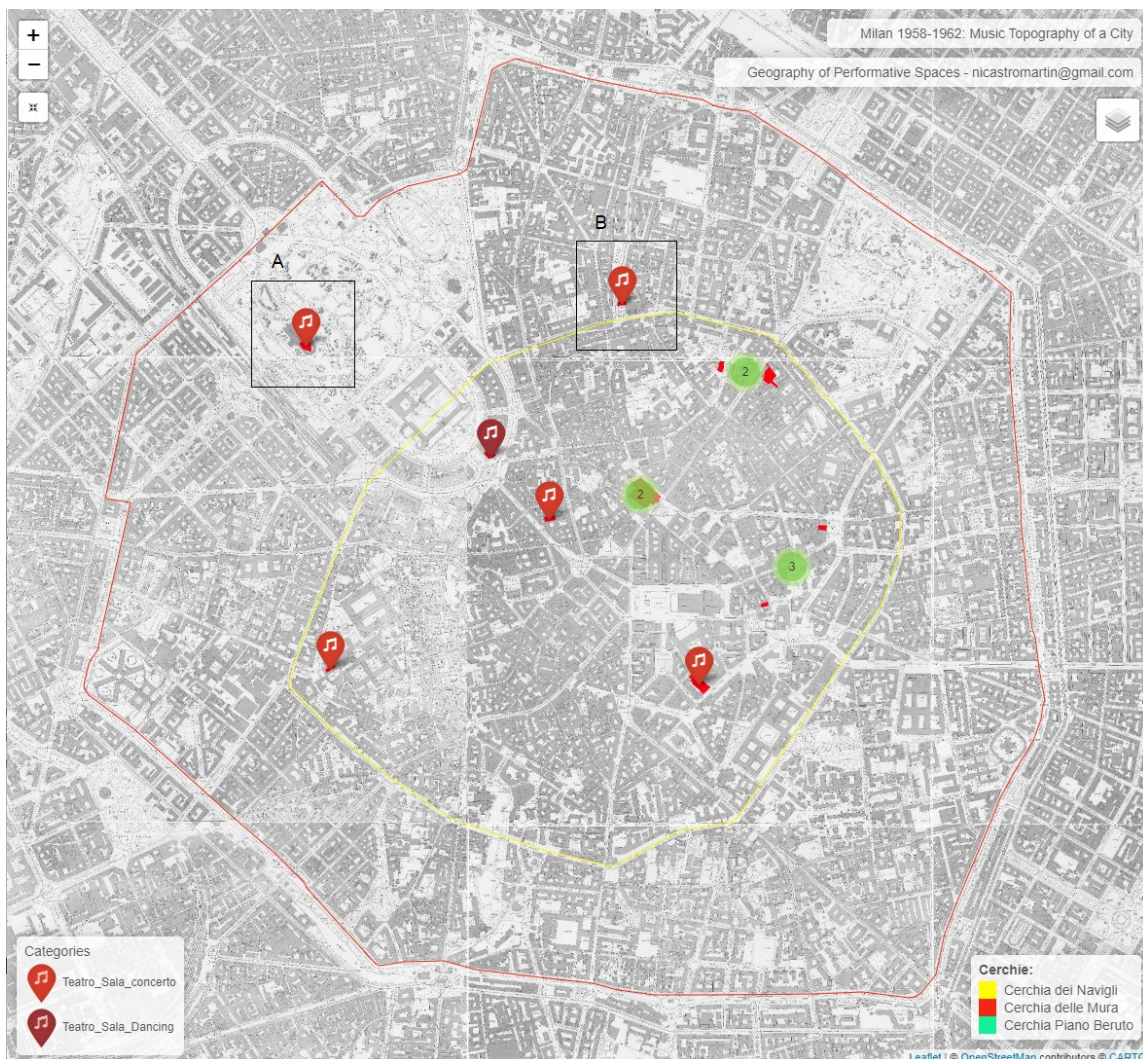 +
Milan 1958-1962: Music Topography of a City
−
Geography of Performative Spaces - nicastromartin@gmail.com
B
A
2
2
3
Categories
Teatro_Sala_concerto
Teatro_Sala_Dancing
Cerchie:
Cerchia dei Navigli
Cerchia delle Mura
Cerchia Piano Beruto
Leaflet | © OpenStreetMap contributors © CARTO